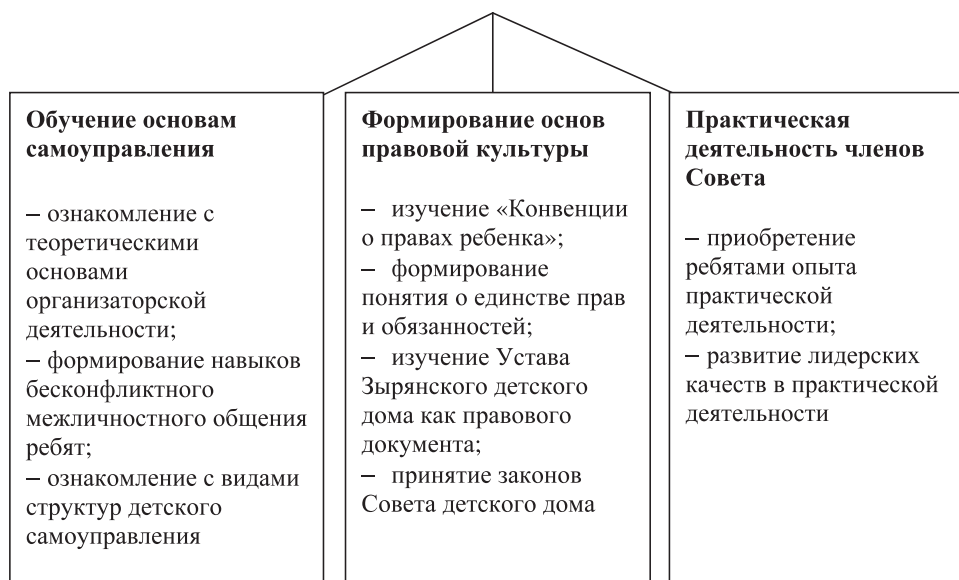 Обучение основам
самоуправления
– ознакомление с
теоретическими
основами
организаторской
деятельности;
– формирование навыков
бесконфликтного
межличностного общения
ребят;
– ознакомление с видами
структур детского
самоуправления
Формирование основ
правовой культуры
– изучение «Конвенции
о правах ребенка»;
– формирование
понятия о единстве прав
и обязанностей;
– изучение Устава
Зырянского детского
дома как правового
документа;
– принятие законов
Совета детского дома
Практическая
деятельность членов
Совета
– приобретение
ребятами опыта
практической
деятельности;
– развитие лидерских
качеств в практической
деятельности